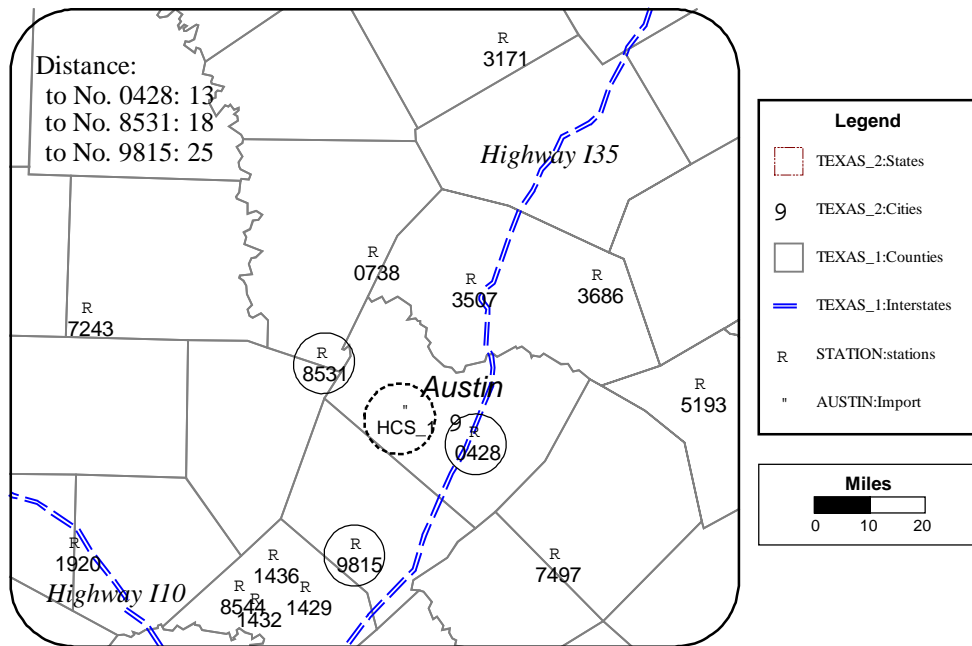 R
3171
Distance:
to No. 0428: 13
to No. 8531: 18
to No. 9815: 25
Highway I35
R
0738
R
3507
R
3686
R
7243
R
8531
Austin
R
5193
"
HCS_1
9
R
0428
R
1920
R
9815
R
7497
R
1436
Highway I10
R
8544
R
1432
R
1429
Legend
TEXAS_2:States
9 TEXAS_2:Cities
TEXAS_1:Counties
TEXAS_1:Interstates
R STATION:stations
" AUSTIN:Import
Miles
0 10 20